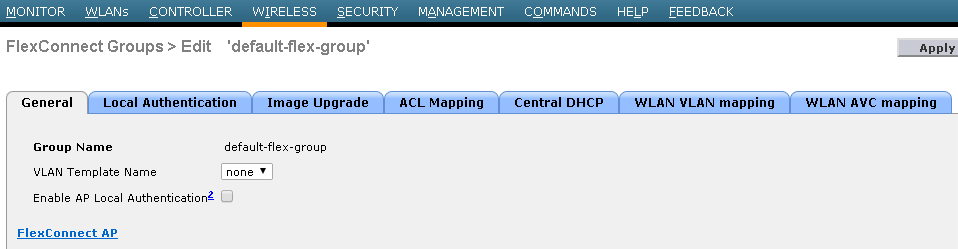 MONITOR WLANs CONTROLLER WIRELESS SECURITY MANAGEMENT COMMANDS HELP FEEDBACK
FlexConnect Groups > Edit 'default-flex-group'
Apply
General Local Authentication Image Upgrade ACL Mapping Central DHCP WLAN VLAN mapping WLAN AVC mapping
Group Name default-flex-group
VLAN Template Name none
Enable AP Local Authentication2
FlexConnect AP